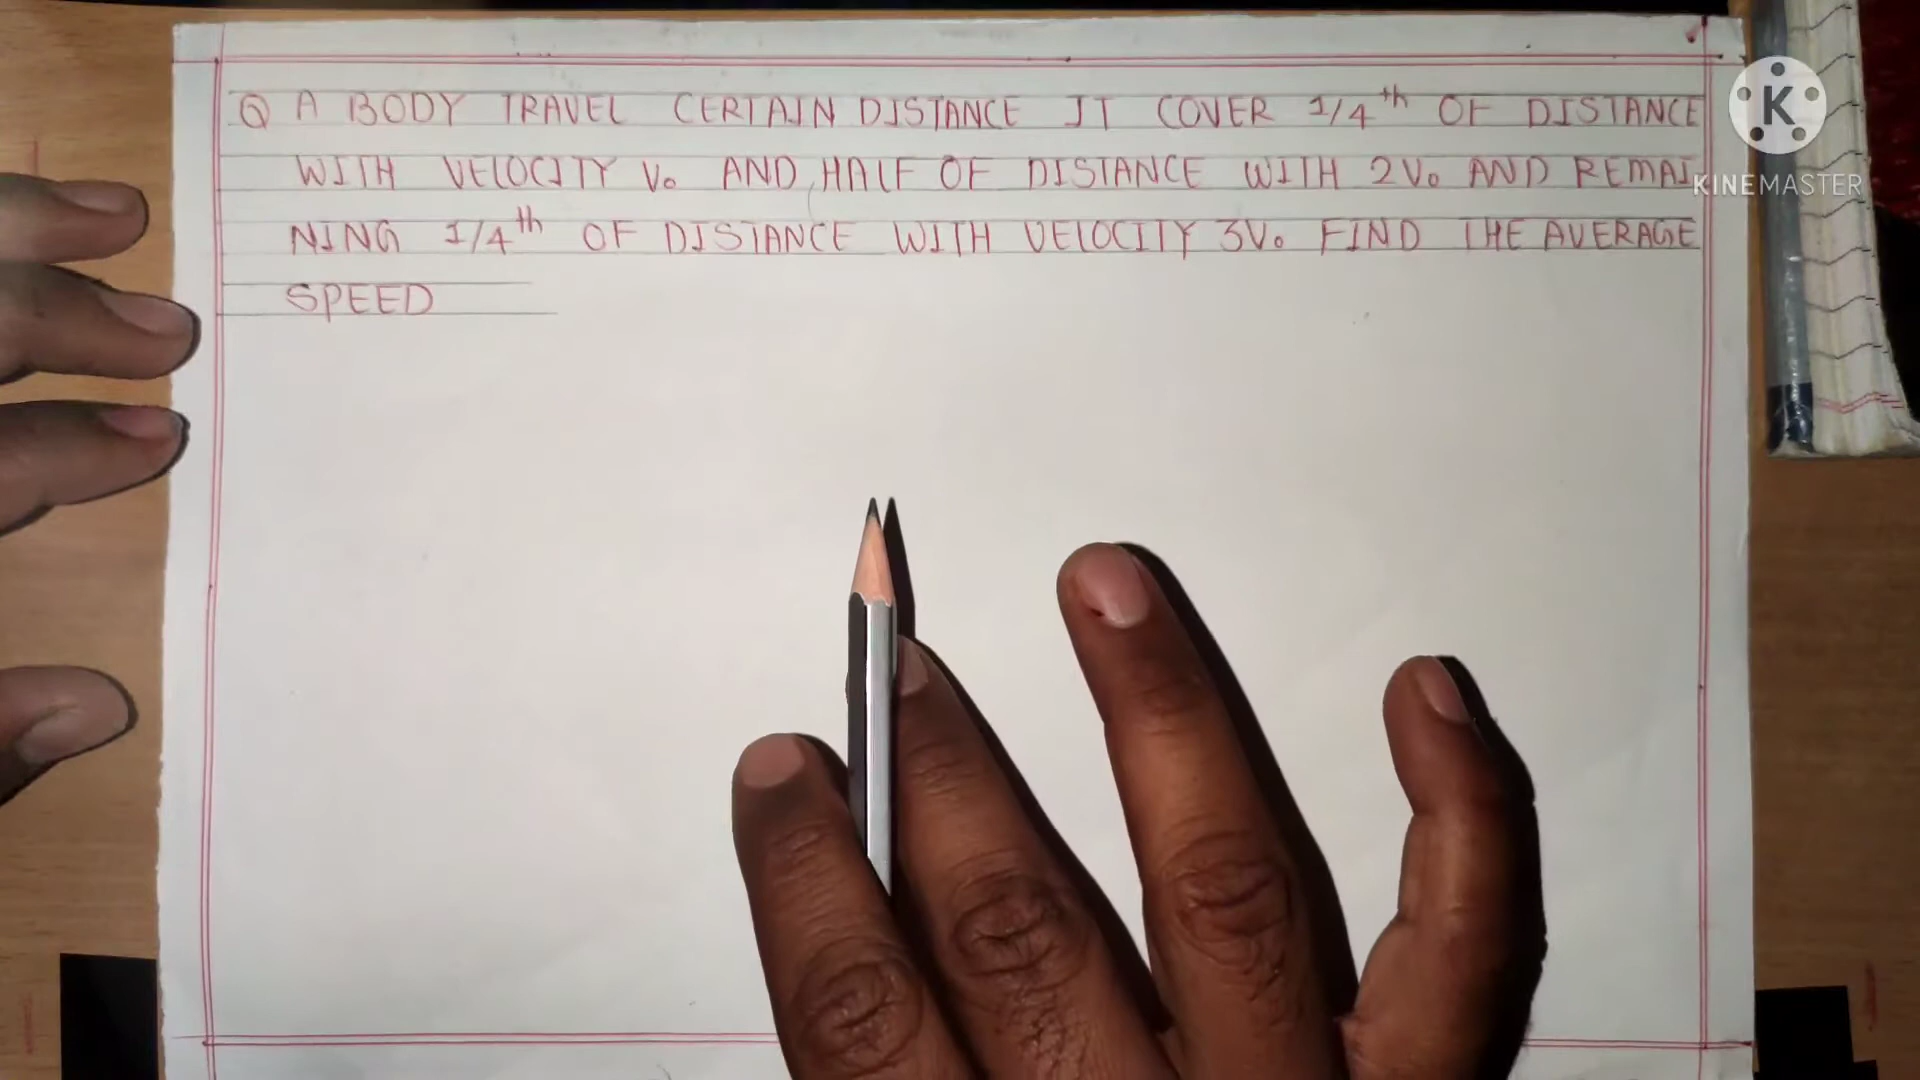 Q A BODY TRAVEL CERTAIN DISTANCE IT COVER 1/4th OF DISTANCE
WITH VELOCITY V₀ AND HALF OF DISTANCE WITH 2V₀ AND REMAI
NING 1/4th OF DISTANCE WITH VELOCITY 3V₀ FIND THE AVERAGE
SPEED
K
KINEMASTER